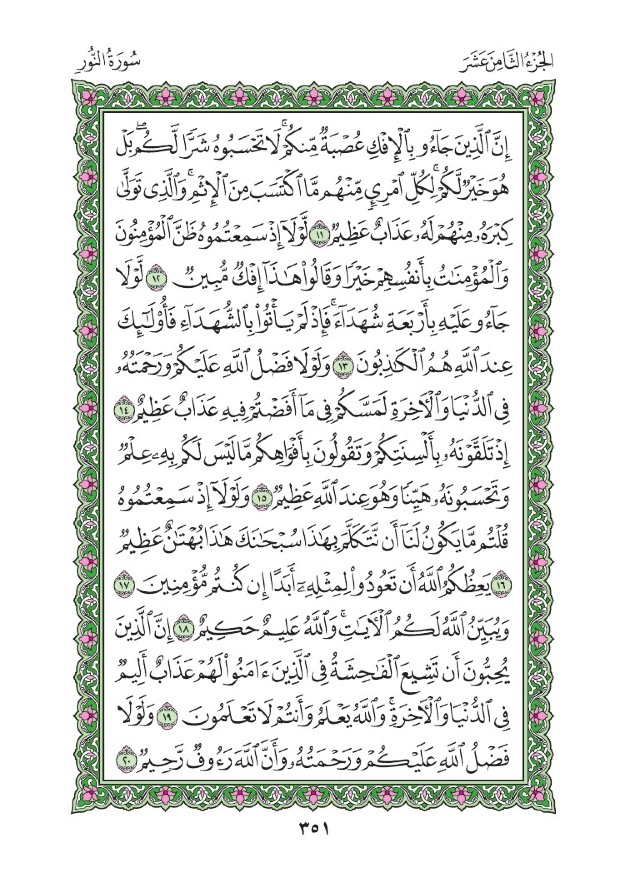 الجُزْءُ الثَّامِنَ عَشَرَ
سُورَةُ النُّورِ
إِنَّ ٱلَّذِينَ جَآءُو بِٱلۡإِفۡكِ عُصۡبَةٞ مِّنكُمۡۚ لَا تَحۡسَبُوهُ شَرّٗا لَّكُمۖ بَلۡ
هُوَ خَيۡرٞ لَّكُمۡۚ لِكُلِّ ٱمۡرِيٕٖ مِّنۡهُم مَّا ٱكۡتَسَبَ مِنَ ٱلۡإِثۡمِۚ وَٱلَّذِي تَوَلَّىٰ
كِبۡرَهُۥ مِنۡهُمۡ لَهُۥ عَذَابٌ عَظِيمٞ ١١ لَّوۡلَآ إِذۡ سَمِعۡتُمُوهُ ظَنَّ ٱلۡمُؤۡمِنُونَ
وَٱلۡمُؤۡمِنَٰتُ بِأَنفُسِهِمۡ خَيۡرٗا وَقَالُواْ هَٰذَآ إِفۡكٞ مُّبِينٞ ١٢ لَّوۡلَا
جَآءُو عَلَيۡهِ بِأَرۡبَعَةِ شُهَدَآءَۚ فَإِذۡ لَمۡ يَأۡتُواْ بِٱلشُّهَدَآءِ فَأُوْلَٰٓئِكَ
عِندَ ٱللَّهِ هُمُ ٱلۡكَٰذِبُونَ ١٣ وَلَوۡلَا فَضۡلُ ٱللَّهِ عَلَيۡكُمۡ وَرَحۡمَتُهُۥ
فِي ٱلدُّنۡيَا وَٱلۡأٓخِرَةِ لَمَسَّكُمۡ فِي مَآ أَفَضۡتُمۡ فِيهِ عَذَابٌ عَظِيمٌ ١٤
إِذۡ تَلَقَّوۡنَهُۥ بِأَلۡسِنَتِكُمۡ وَتَقُولُونَ بِأَفۡوَاهِكُم مَّا لَيۡسَ لَكُم بِهِۦ عِلۡمٞ
وَتَحۡسَبُونَهُۥ هَيِّنٗا وَهُوَ عِندَ ٱللَّهِ عَظِيمٞ ١٥ وَلَوۡلَآ إِذۡ سَمِعۡتُمُوهُ
قُلۡتُم مَّا يَكُونُ لَنَآ أَن نَّتَكَلَّمَ بِهَٰذَا سُبۡحَٰنَكَ هَٰذَا بُهۡتَٰنٌ عَظِيمٞ
١٦ يَعِظُكُمُ ٱللَّهُ أَن تَعُودُواْ لِمِثۡلِهِۦٓ أَبَدًا إِن كُنتُم مُّؤۡمِنِينَ ١٧
وَيُبَيِّنُ ٱللَّهُ لَكُمُ ٱلۡأٓيَٰتِۚ وَٱللَّهُ عَلِيمٌ حَكِيمٌ ١٨ إِنَّ ٱلَّذِينَ
يُحِبُّونَ أَن تَشِيعَ ٱلۡفَٰحِشَةُ فِي ٱلَّذِينَ ءَامَنُواْ لَهُمۡ عَذَابٌ أَلِيمٞ
فِي ٱلدُّنۡيَا وَٱلۡأٓخِرَةِۚ وَٱللَّهُ يَعۡلَمُ وَأَنتُمۡ لَا تَعۡلَمُونَ ١٩ وَلَوۡلَا
فَضۡلُ ٱللَّهِ عَلَيۡكُمۡ وَرَحۡمَتُهُۥ وَأَنَّ ٱللَّهَ رَءُوفٞ رَّحِيمٞ ٢٠
٣٥١